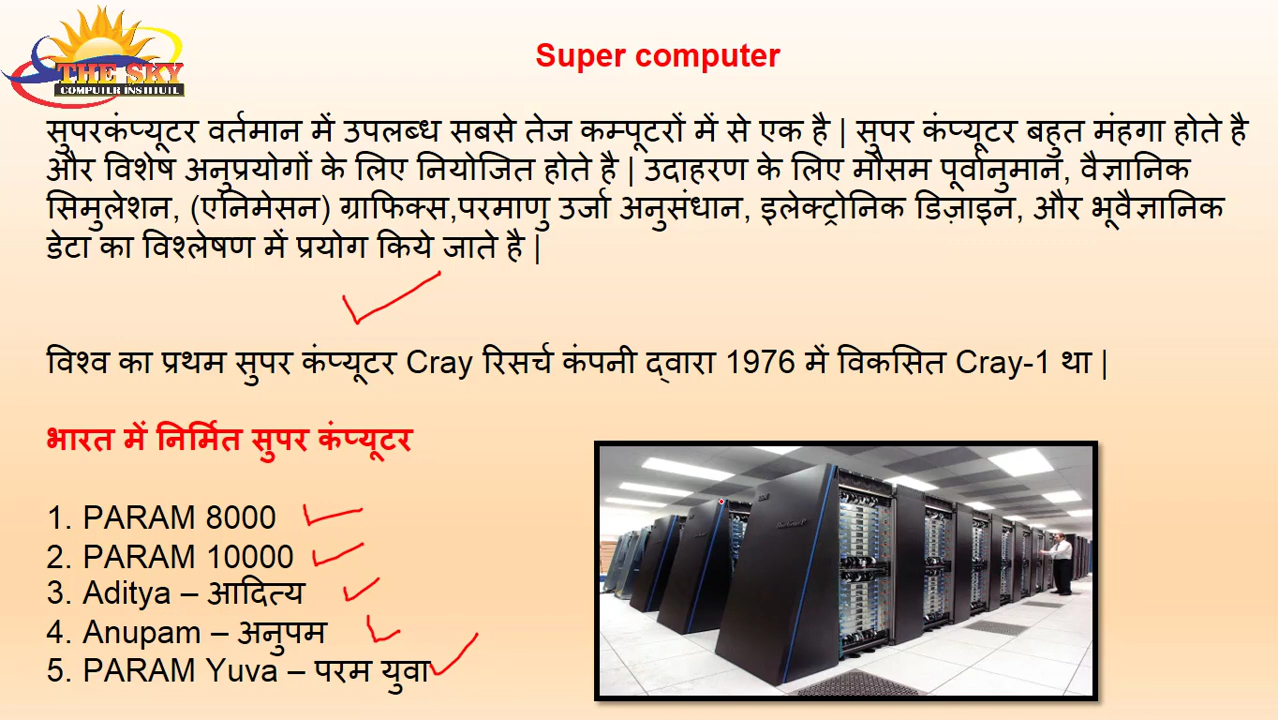 THE SKY
COMPUTER INSTITUTE
Super computer
सुपरकंप्यूटर वर्तमान में उपलब्ध सबसे तेज कम्पूटरों में से एक है | सुपर कंप्यूटर बहुत मंहगा होते है
और विशेष अनुप्रयोगों के लिए नियोजित होते है | उदाहरण के लिए मौसम पूर्वानुमान, वैज्ञानिक
सिमुलेशन, (एनिमेसन) ग्राफिक्स,परमाणु उर्जा अनुसंधान, इलेक्ट्रोनिक डिज़ाइन, और भूवैज्ञानिक
डेटा का विश्लेषण में प्रयोग किये जाते है |
विश्व का प्रथम सुपर कंप्यूटर Cray रिसर्च कंपनी द्वारा 1976 में विकसित Cray-1 था |
भारत में निर्मित सुपर कंप्यूटर
1. PARAM 8000
2. PARAM 10000
3. Aditya – आदित्य
4. Anupam – अनुपम
5. PARAM Yuva – परम युवा